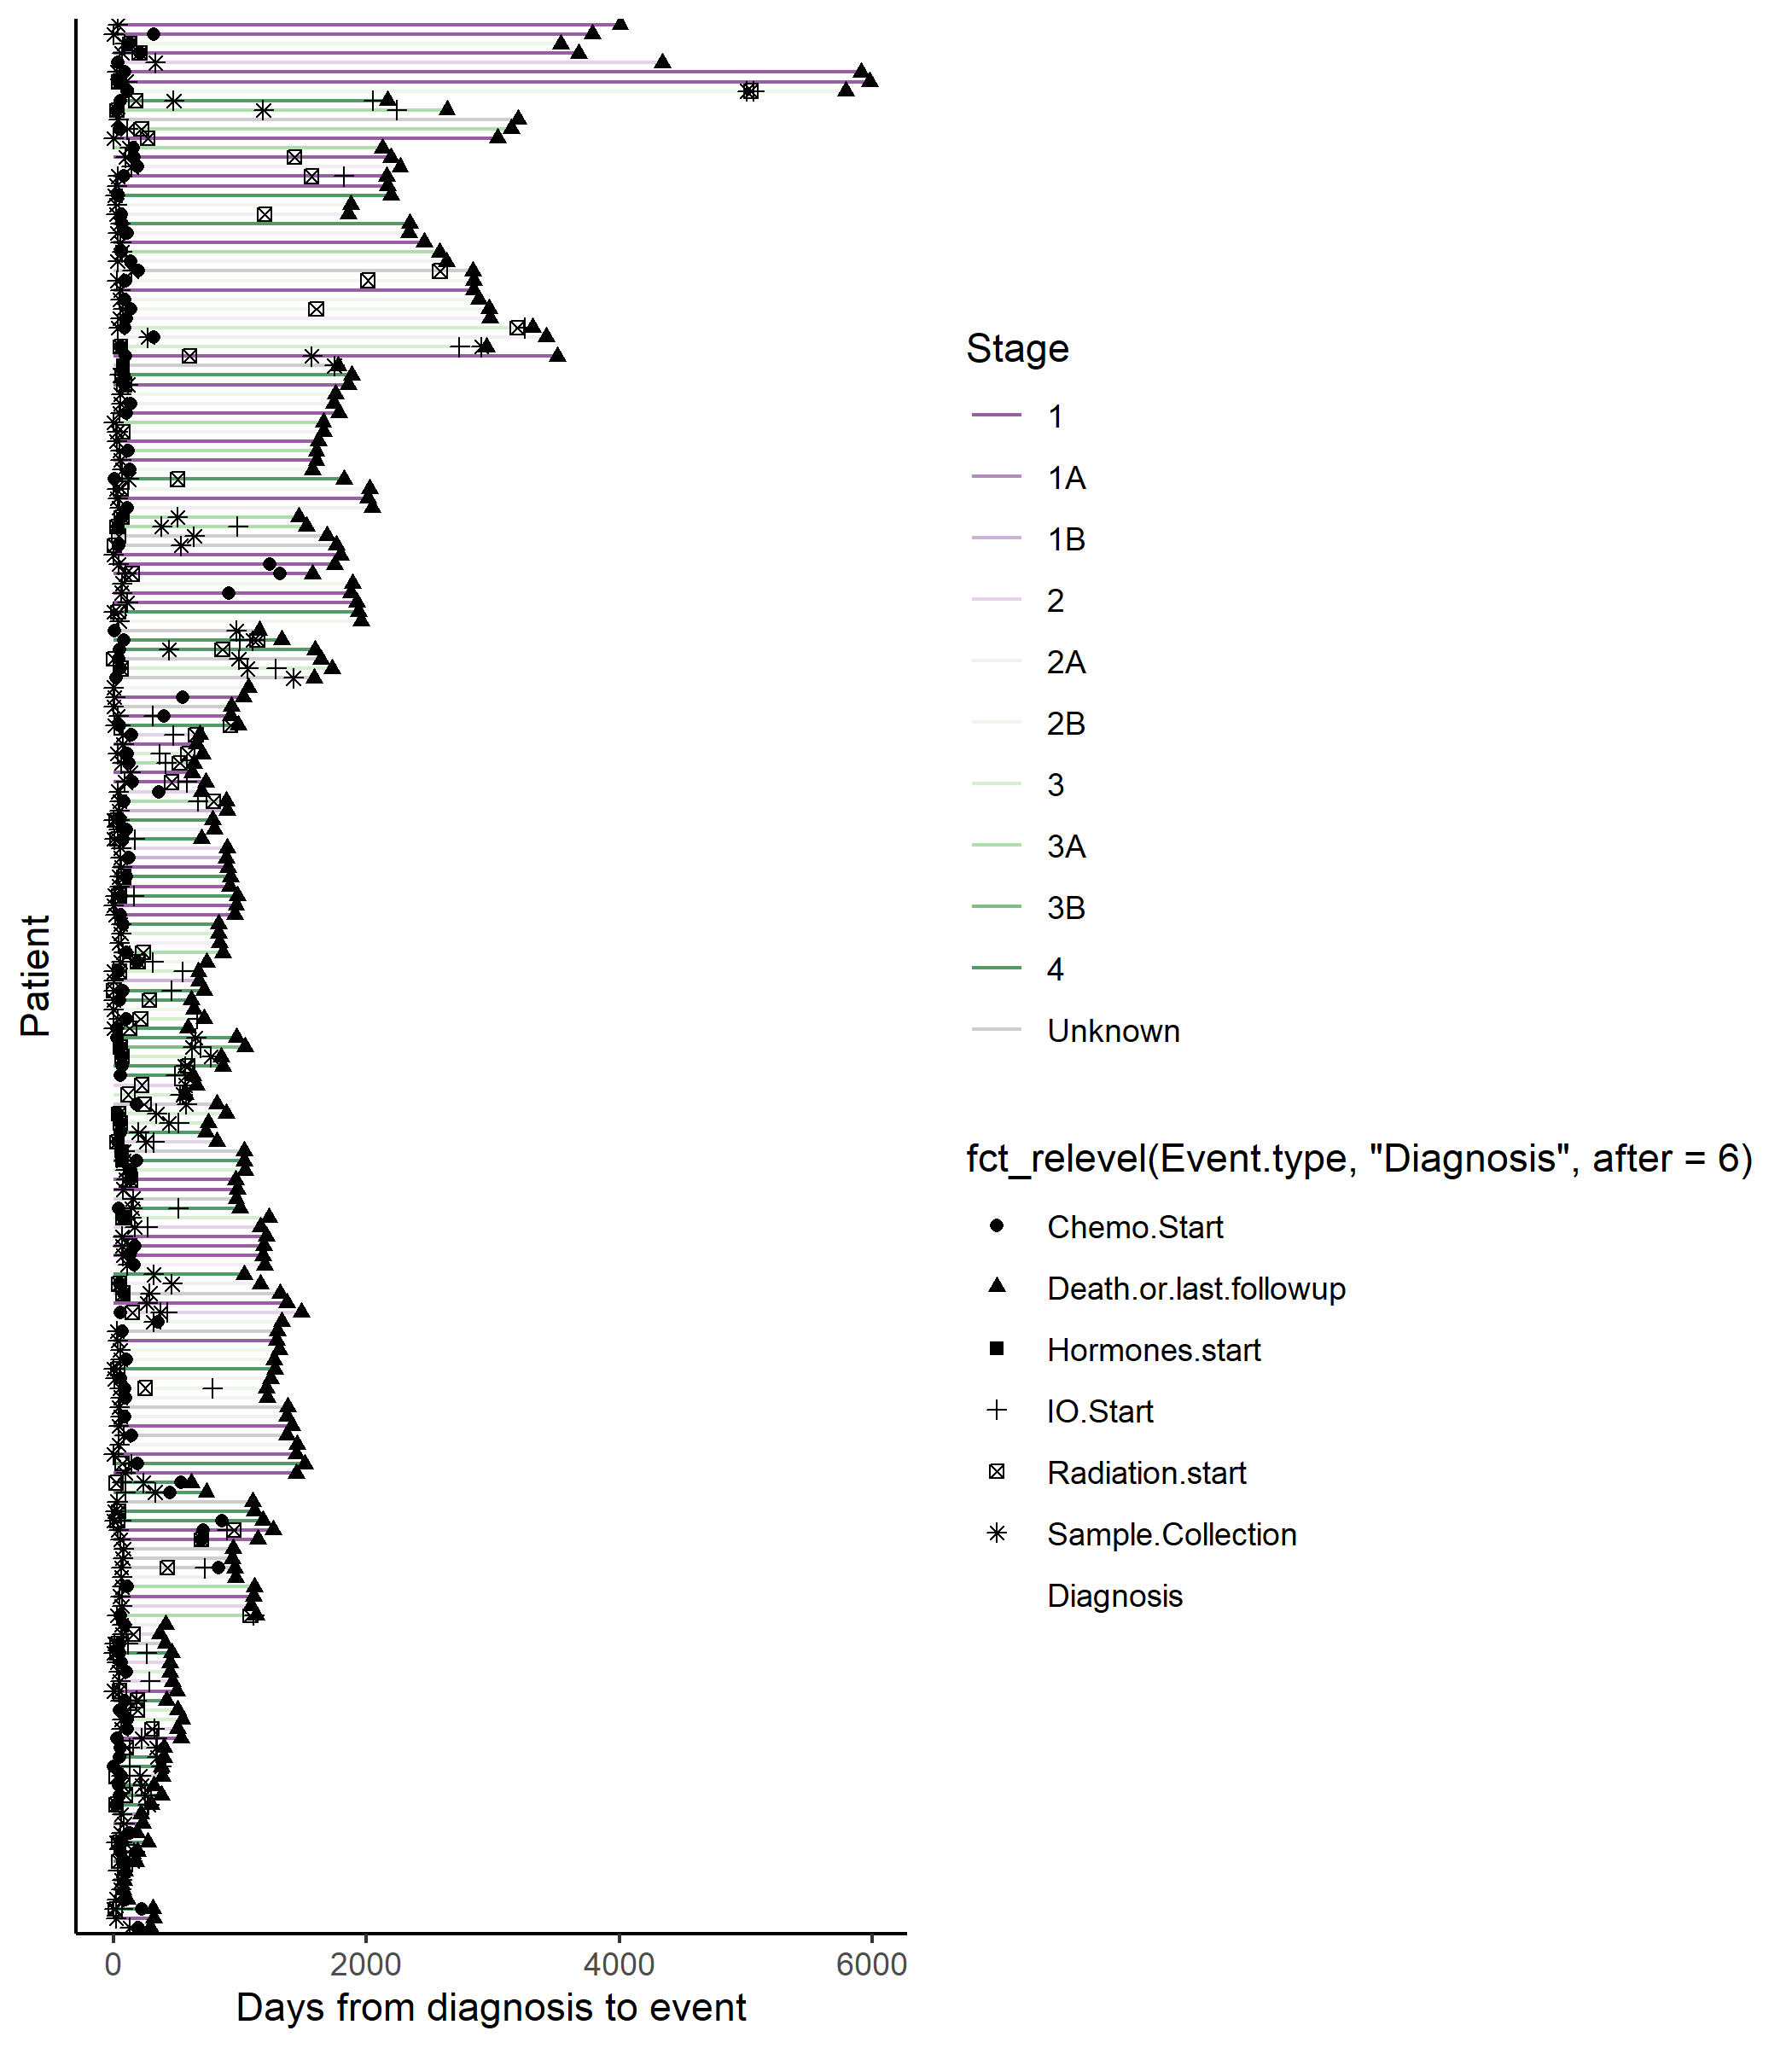 Patient
0
2000
4000
6000
Days from diagnosis to event
Stage
1
1A
1B
2
2A
2B
3
3A
3B
4
Unknown
fct_relevel(Event.type, "Diagnosis", after = 6)
Chemo.Start
Death.or.last.followup
Hormones.start
IO.Start
Radiation.start
Sample.Collection
Diagnosis